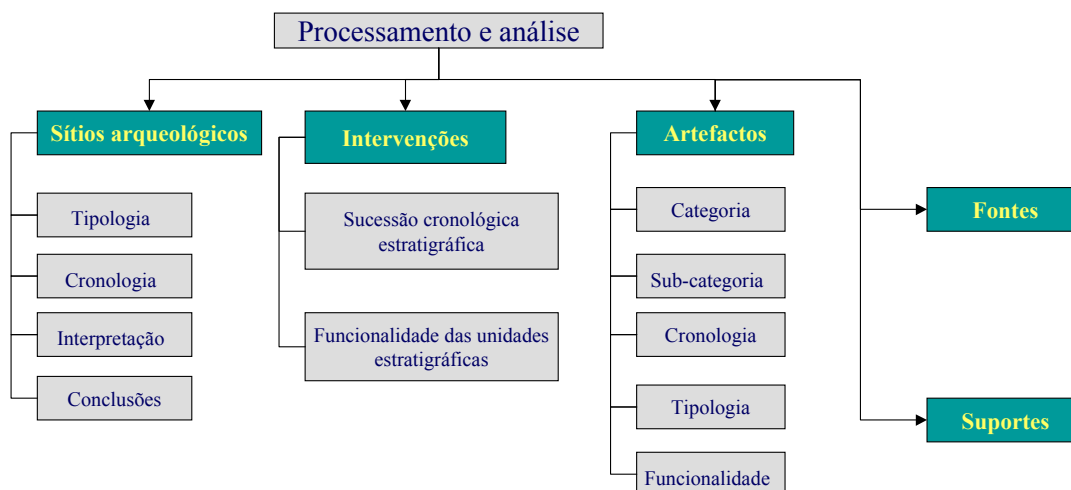 Processamento e análise
Sítios arqueológicos
Tipologia
Cronologia
Interpretação
Conclusões
Intervenções
Sucessão cronológica
estratigráfica
Funcionalidade das unidades
estratigráficas
Artefactos
Categoria
Sub-categoria
Cronologia
Tipologia
Funcionalidade
Fontes
Suportes